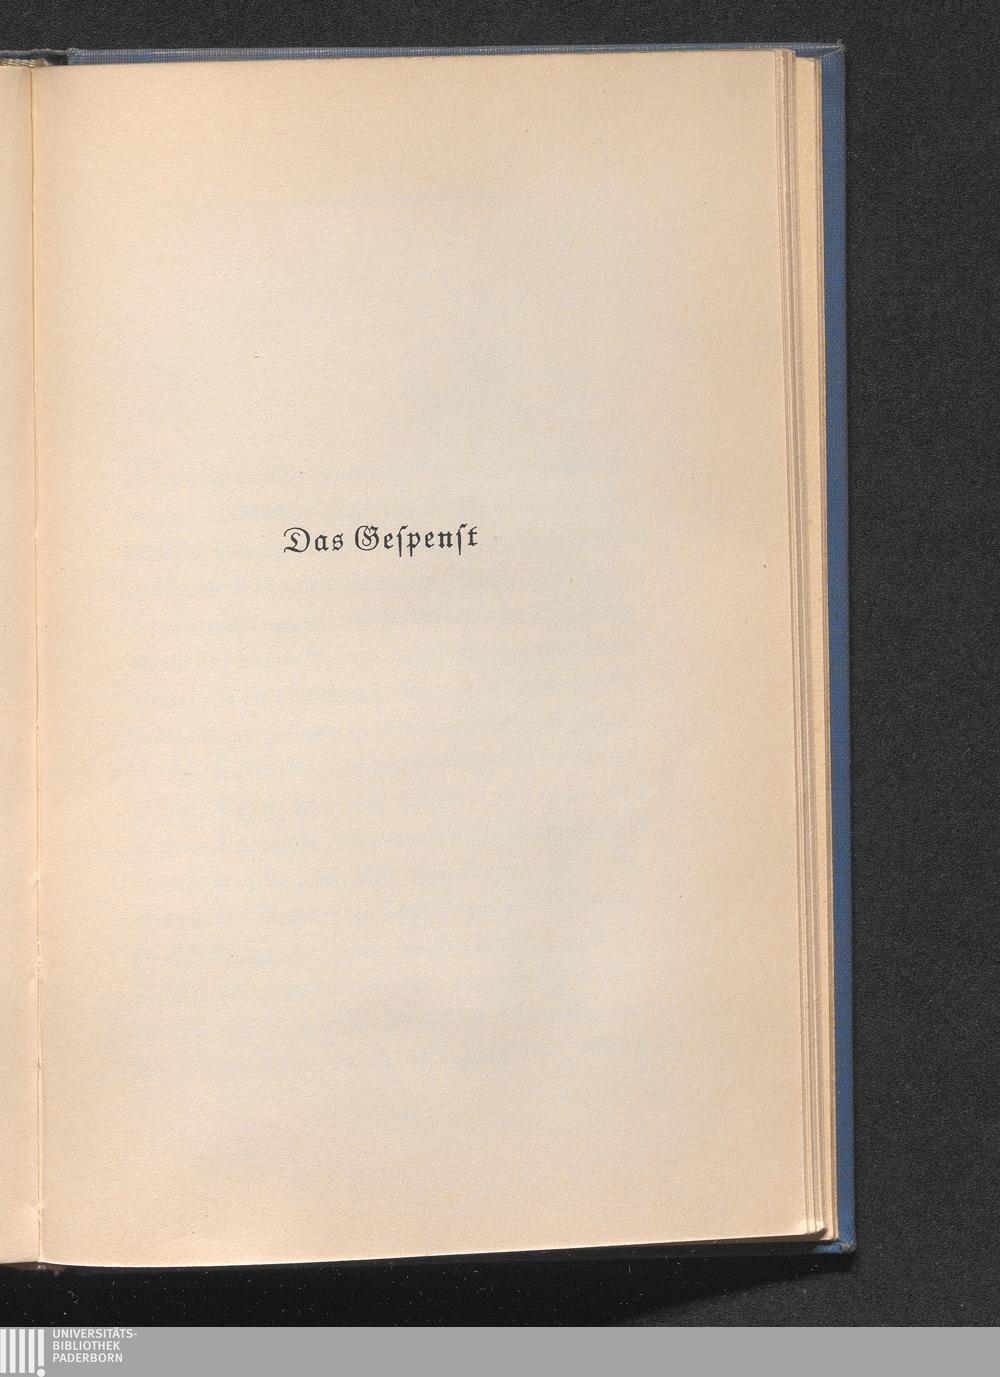 Das Geſpenſt
UNIVERSITÄTS-
BIBLIOTHEK
PADERBORN